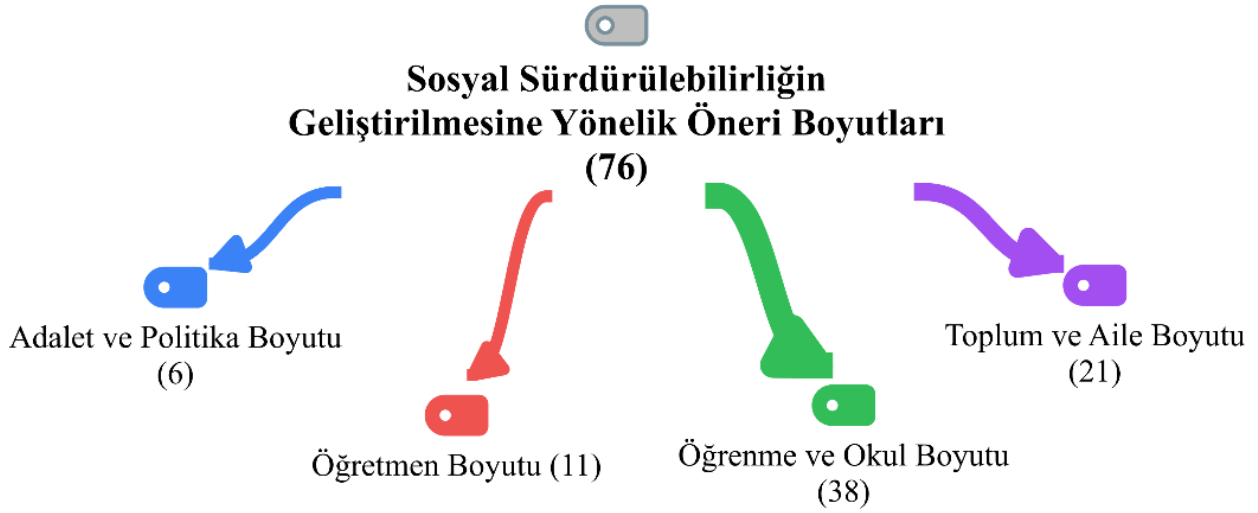 Sosyal Sürdürülebilirliğin
Geliştirilmesine Yönelik Öneri Boyutları
(76)
Adalet ve Politika Boyutu
(6)
Öğretmen Boyutu (11)
Öğrenme ve Okul Boyutu
(38)
Toplum ve Aile Boyutu
(21)